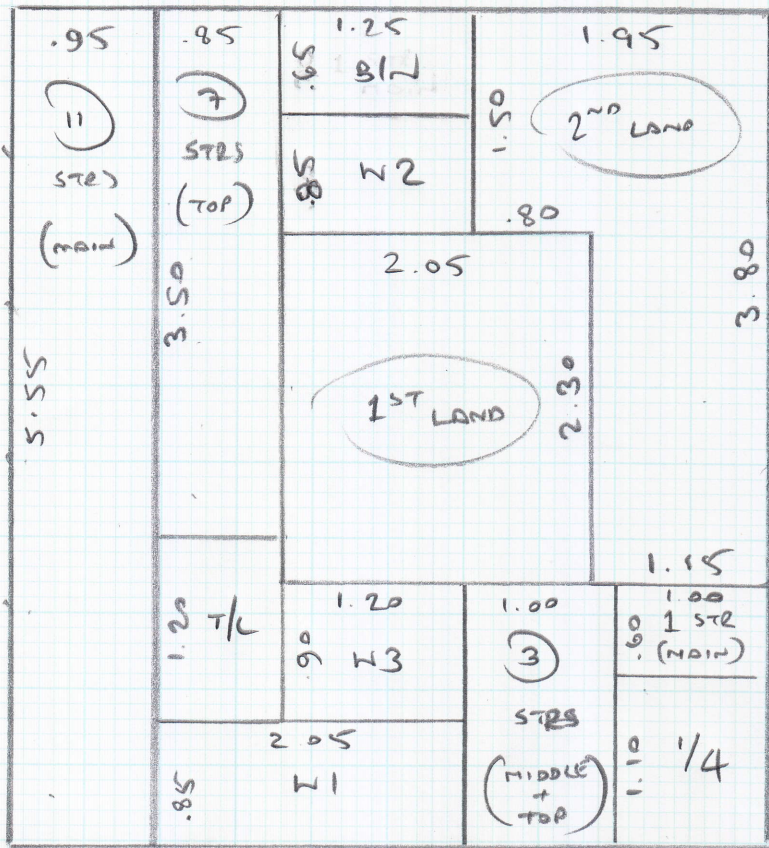 .95
11
STRS
(MAIN)
5.55
.85
7
STRS
(TOP)
3.50
1.20 T/L
1.25
.65
.85 W2
1.95
1.50
2ND LAND
.80
3.80
2.05
1ST LAND
2.30
1.15
1.20
.90 W3
1.00
3
STRS
(MIDDLE
+
TOP)
1.00
.60 1 STR
(MAIN)
1.10 1/4
2.05
.85 W1